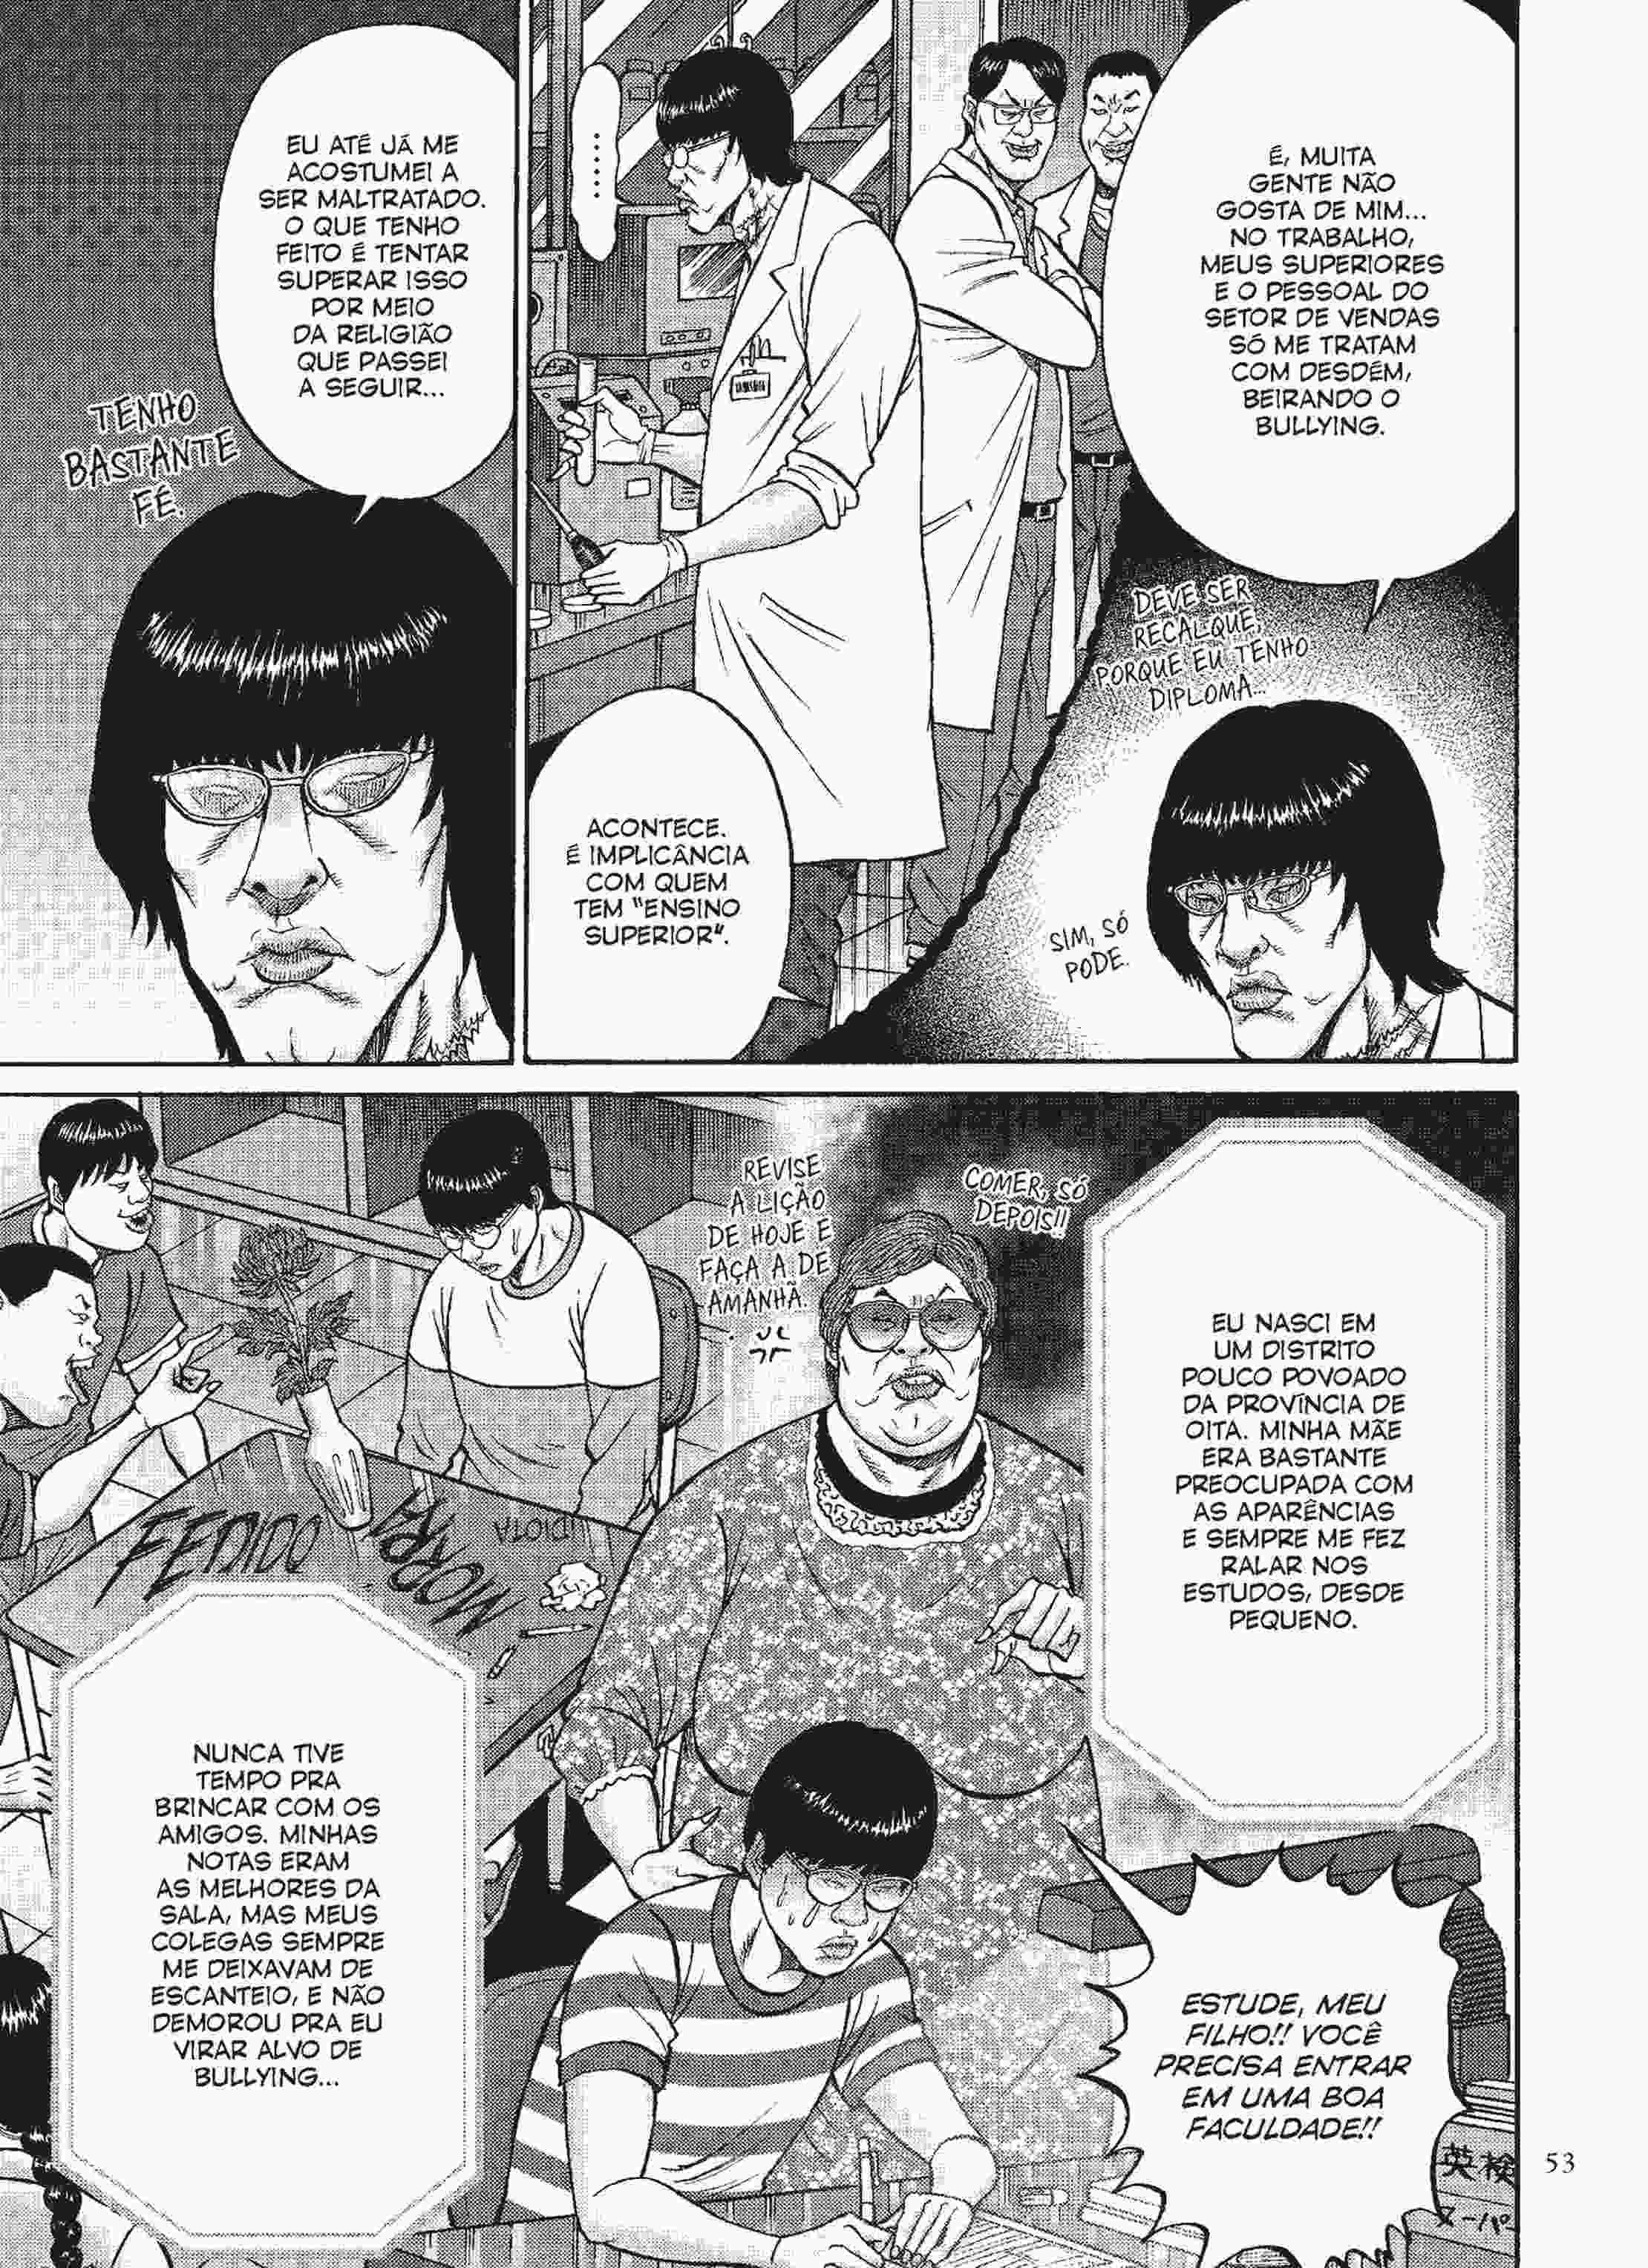 É, MUITA
GENTE NÃO
GOSTA DE MIM...
NO TRABALHO,
MEUS SUPERIORES
E O PESSOAL DO
SETOR DE VENDAS
SÓ ME TRATAM
COM DESDÉM,
BEIRANDO O
BULLYING.
DEVE SER
RECALQUE,
PORQUE EU TENHO
DIPLOMA...
SIM, SÓ
PODE.
.......
ACONTECE.
É IMPLICÂNCIA
COM QUEM
TEM "ENSINO
SUPERIOR".
EU ATÉ JÁ ME
ACOSTUMEI A
SER MALTRATADO.
O QUE TENHO
FEITO É TENTAR
SUPERAR ISSO
POR MEIO
DA RELIGIÃO
QUE PASSEI
A SEGUIR...
TENHO
BASTANTE
FÉ.
EU NASCI EM
UM DISTRITO
POUCO POVOADO
DA PROVÍNCIA DE
OITA. MINHA MÃE
ERA BASTANTE
PREOCUPADA COM
AS APARÊNCIAS
E SEMPRE ME FEZ
RALAR NOS
ESTUDOS, DESDE
PEQUENO.
COMER, SÓ
DEPOIS!!
REVISE
A LIÇÃO
DE HOJE E
FAÇA A DE
AMANHÃ.
ESTUDE, MEU
FILHO!! VOCÊ
PRECISA ENTRAR
EM UMA BOA
FACULDADE!!
英検
スーパー
FEDIDO
MORRA
IDIOTA
NUNCA TIVE
TEMPO PRA
BRINCAR COM OS
AMIGOS. MINHAS
NOTAS ERAM
AS MELHORES DA
SALA, MAS MEUS
COLEGAS SEMPRE
ME DEIXAVAM DE
ESCANTEIO, E NÃO
DEMOROU PRA EU
VIRAR ALVO DE
BULLYING...
53